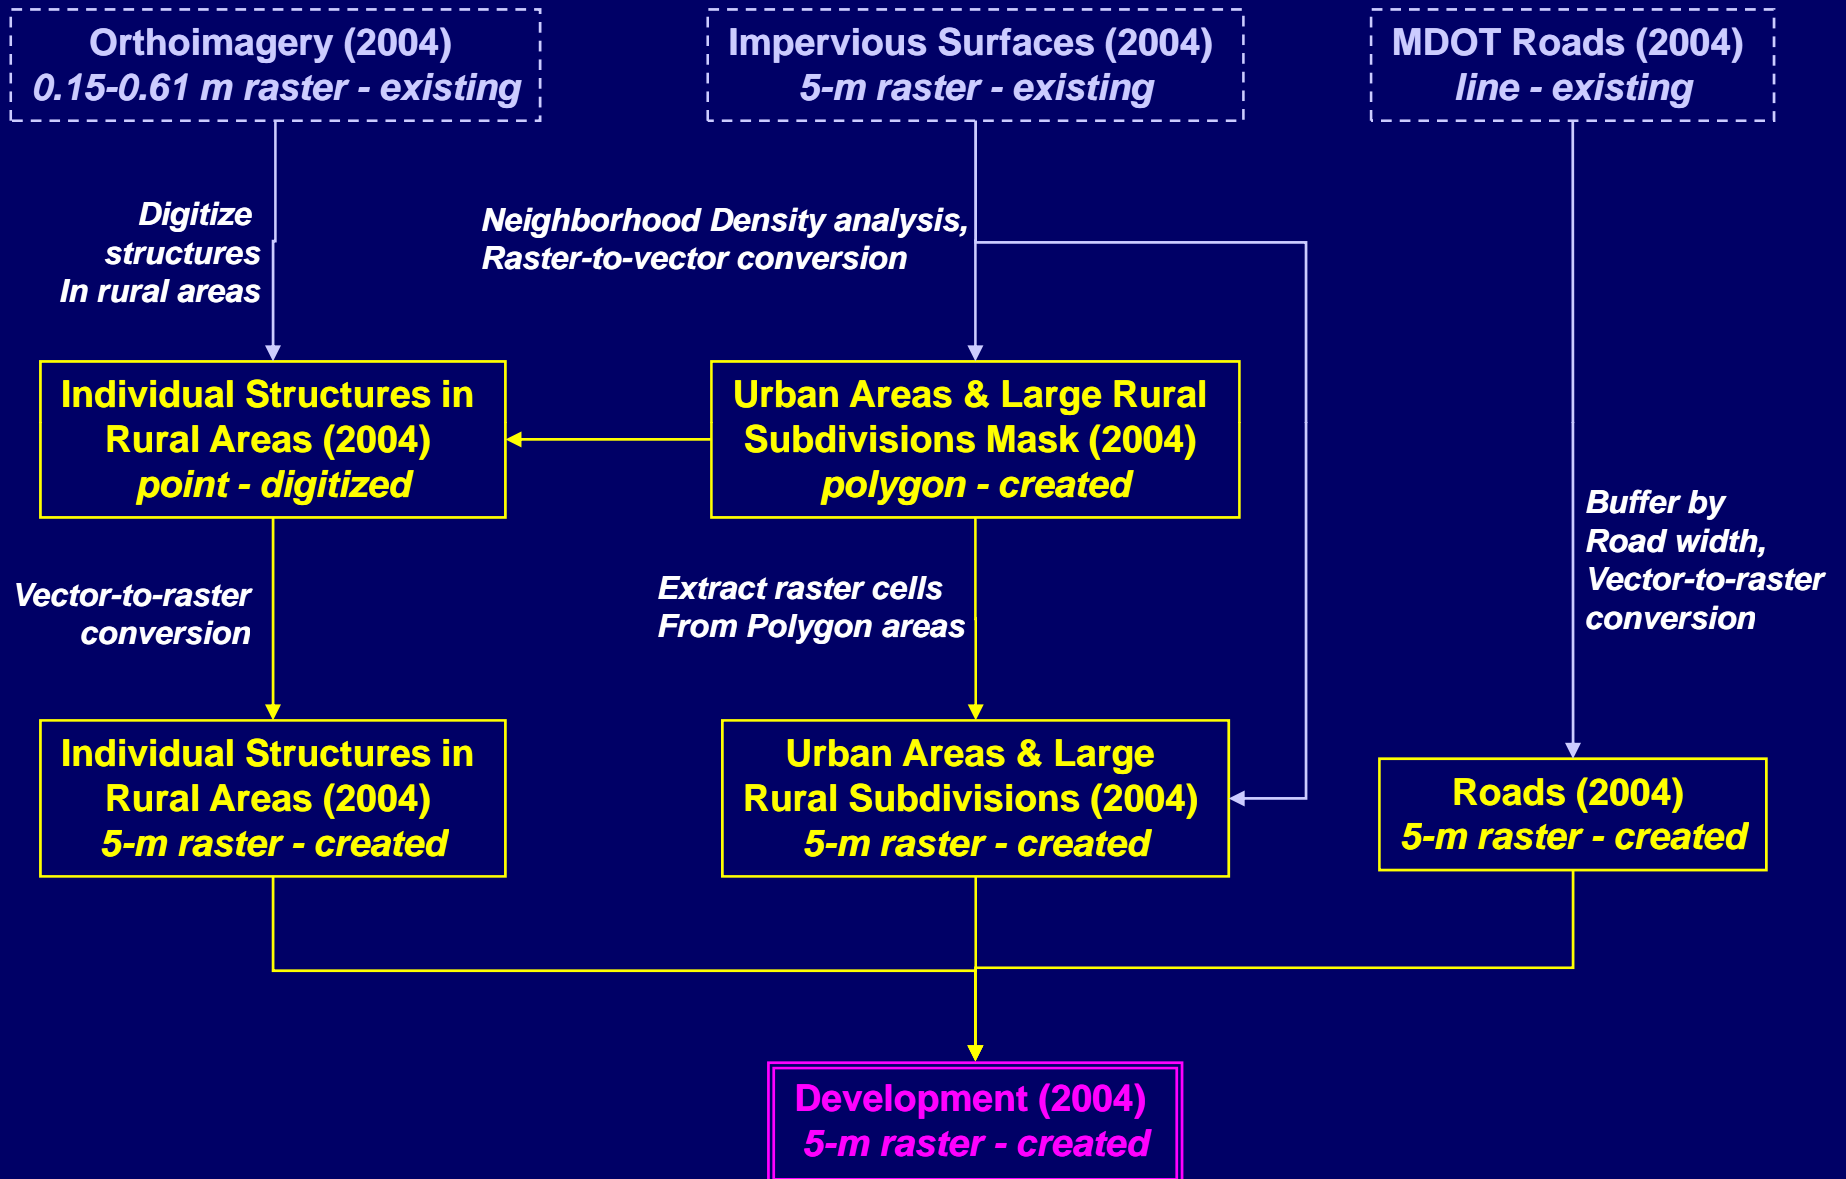 Orthoimagery (2004)
0.15-0.61 m raster - existing
Impervious Surfaces (2004)
5-m raster - existing
MDOT Roads (2004)
line - existing
Digitize
structures
In rural areas
Neighborhood Density analysis,
Raster-to-vector conversion
Individual Structures in
Rural Areas (2004)
point - digitized
Urban Areas & Large Rural
Subdivisions Mask (2004)
polygon - created
Buffer by
Road width,
Vector-to-raster
conversion
Vector-to-raster
conversion
Extract raster cells
From Polygon areas
Individual Structures in
Rural Areas (2004)
5-m raster - created
Urban Areas & Large
Rural Subdivisions (2004)
5-m raster - created
Roads (2004)
5-m raster - created
Development (2004)
5-m raster - created